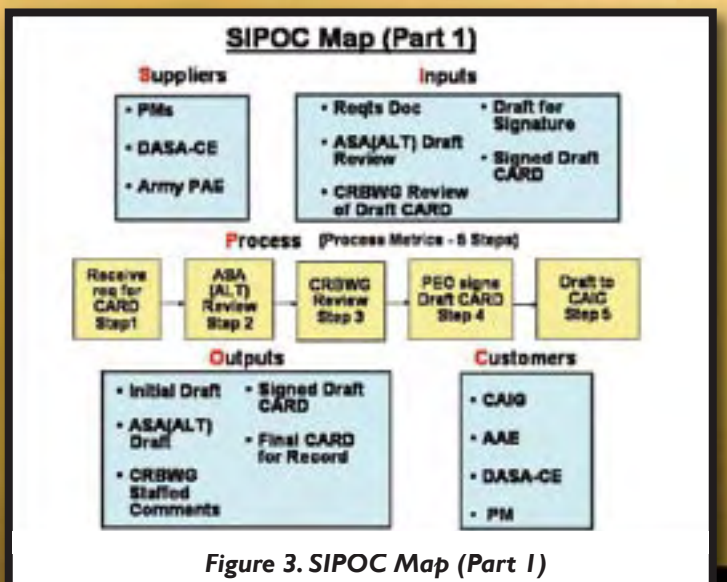 SIPOC Map (Part 1)
Suppliers
• PMs
• DASA-CE
• Army PAE
Inputs
• Reqts Doc
• ASA(ALT) Draft
Review
• CRBWG Review
of Draft CARD
• Draft for
Signature
• Signed Draft
CARD
Process (Process Metrics - 5 Steps)
Receive
req for
CARD
Step1
ASA
(ALT)
Review
Step 2
CRBWG
Review
Step 3
PEO signs
Draft CARD
Step 4
Draft to
CAIG
Step 5
Outputs
• Initial Draft
• ASA(ALT)
Draft
• CRBWG
Staffed
Comments
• Signed Draft
CARD
• Final CARD
for Record
Customers
• CAIG
• AAE
• DASA-CE
• PM
Figure 3. SIPOC Map (Part 1)